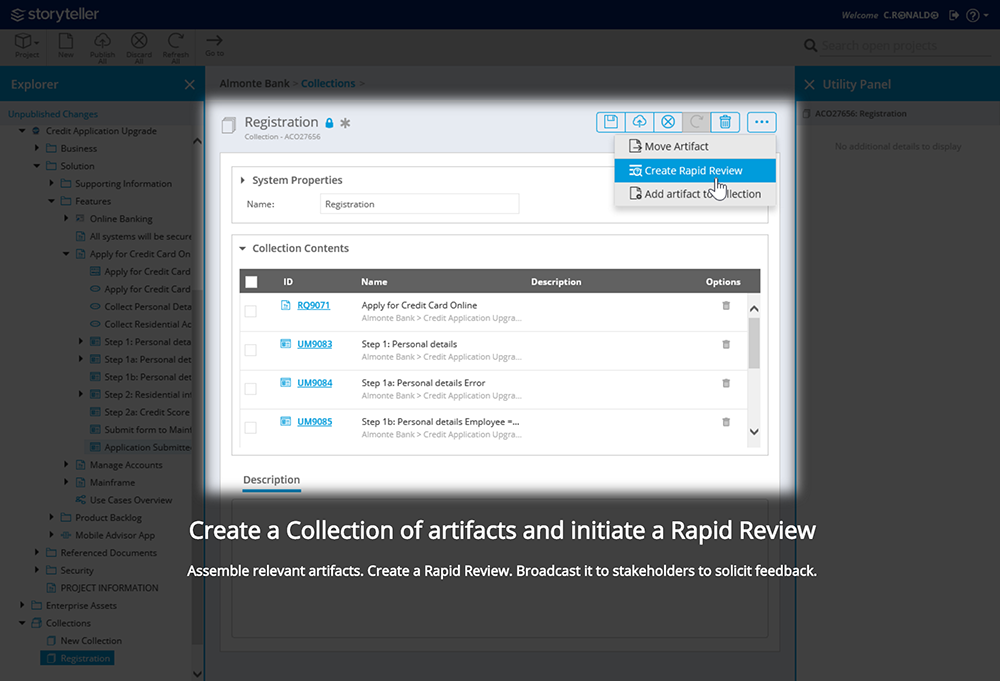 storyteller
Welcome C.RONALDO
Project
New
Publish All
Discard All
Refresh All
Go to
Search open projects
Explorer
Almonte Bank > Collections >
Utility Panel
Unpublished Changes
Credit Application Upgrade
Business
Solution
Supporting Information
Features
Online Banking
All systems will be secure
Apply for Credit Card On
Apply for Credit Card
Apply for Credit Card
Collect Personal Deta
Collect Residential Ac
Step 1: Personal deta
Step 1a: Personal det
Step 1b: Personal det
Step 2: Residential in
Step 2a: Credit Score
Submit form to Main
Application Submitte
Manage Accounts
Mainframe
Use Cases Overview
Product Backlog
Mobile Advisor App
Referenced Documents
Security
PROJECT INFORMATION
Enterprise Assets
Collections
New Collection
Registration
Registration
Collection - ACO27656
Move Artifact
Create Rapid Review
Add artifact to
System Properties
Name: Registration
Collection Contents
ID Name Description Options
RQ9071 Apply for Credit Card Online
Almonte Bank > Credit Application Upgra...
UM9083 Step 1: Personal details
Almonte Bank > Credit Application Upgra...
UM9084 Step 1a: Personal details Error
Almonte Bank > Credit Application Upgra...
UM9085 Step 1b: Personal details Employee =...
Almonte Bank > Credit Application Upgra...
Description
ACO27656: Registration
No additional details to display
Create a Collection of artifacts and initiate a Rapid Review
Assemble relevant artifacts. Create a Rapid Review. Broadcast it to stakeholders to solicit feedback.